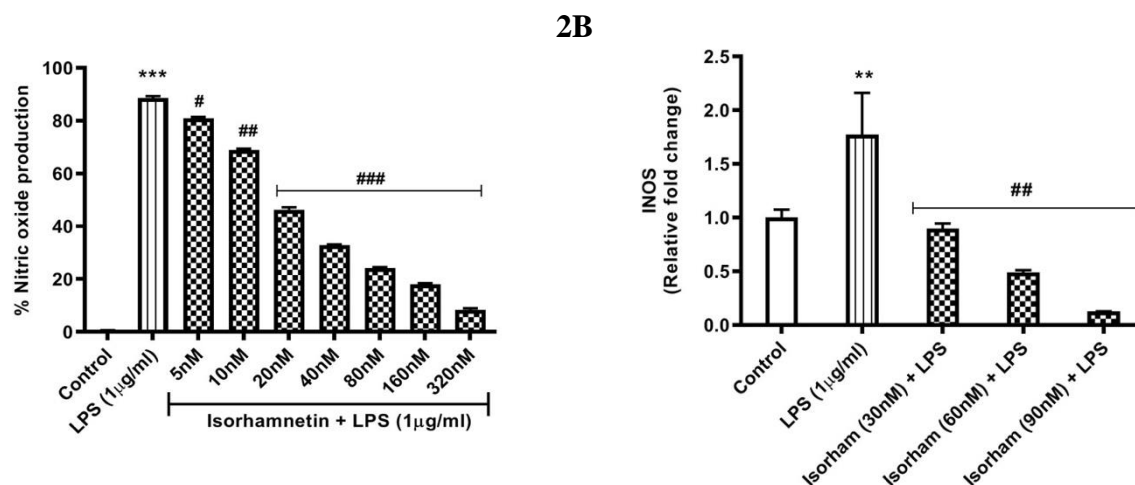 2B
% Nitric oxide production
100
80
60
40
20
0
***
#
##
###
Control
LPS (1μg/ml)
5nM
10nM
20nM
40nM
80nM
160nM
320nM
Isorhamnetin + LPS (1μg/ml)
INOS
(Relative fold change)
2.5
2.0
1.5
1.0
0.5
0.0
**
##
Control
LPS (1μg/ml)
Isorham (30nM) + LPS
Isorham (60nM) + LPS
Isorham (90nM) + LPS